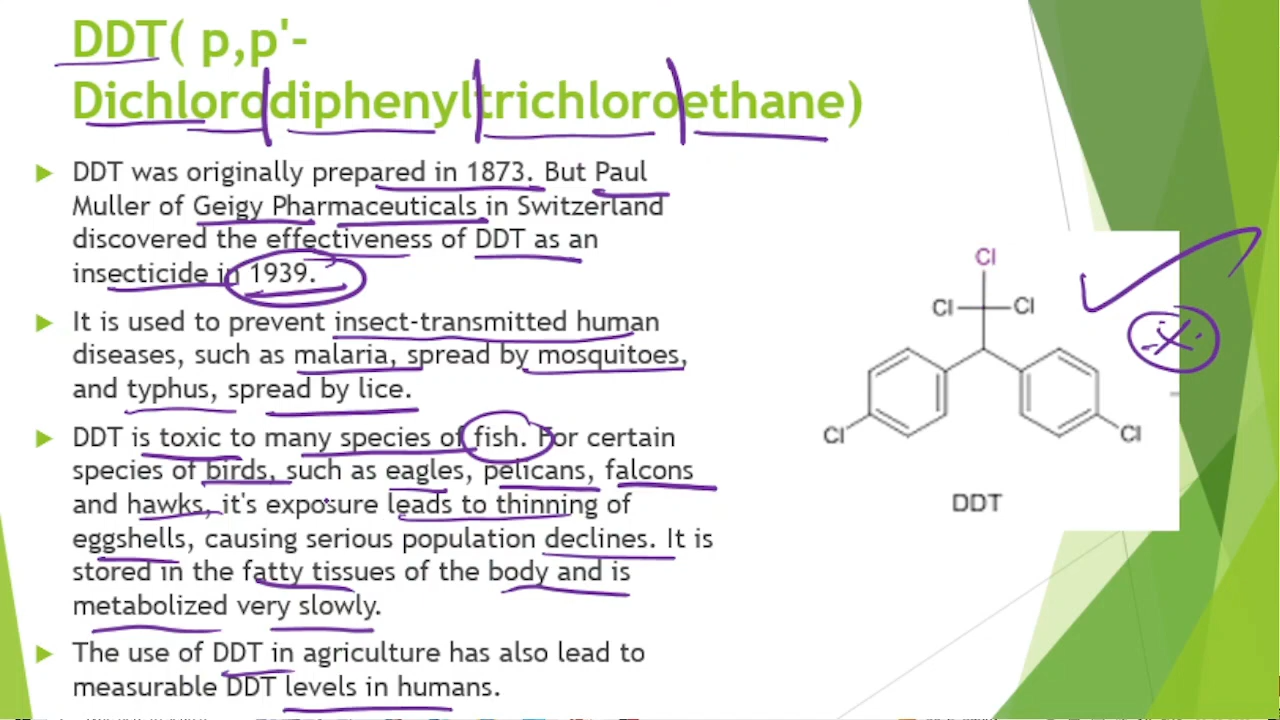 DDT( p,p'-
Dichlorodiphenyltrichloroethane)
DDT was originally prepared in 1873. But Paul
Muller of Geigy Pharmaceuticals in Switzerland
discovered the effectiveness of DDT as an
insecticide in 1939.
It is used to prevent insect-transmitted human
diseases, such as malaria, spread by mosquitoes,
and typhus, spread by lice.
DDT is toxic to many species of fish. For certain
species of birds, such as eagles, pelicans, falcons
and hawks, it's exposure leads to thinning of
eggshells, causing serious population declines. It is
stored in the fatty tissues of the body and is
metabolized very slowly.
The use of DDT in agriculture has also lead to
measurable DDT levels in humans.
Cl
Cl Cl
Cl Cl
DDT